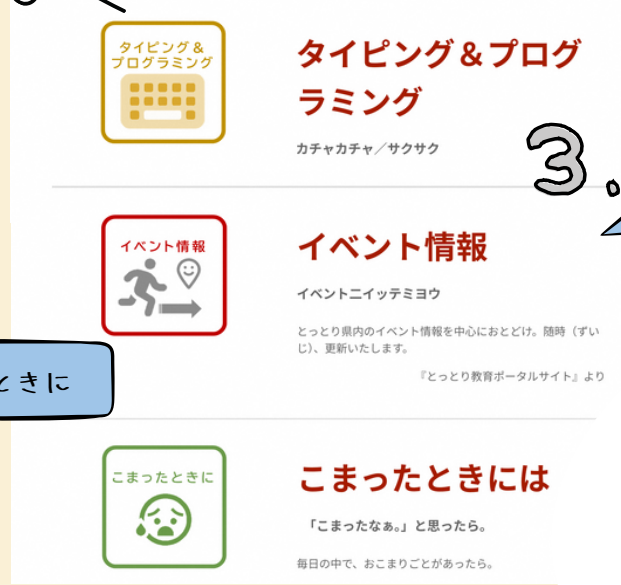 タイピング＆
プログラミング
タイピング＆プログ
ラミング
カチャカチャ／サクサク
3.
イベント情報
イベント情報
イベントニイッテミヨウ
とっとり県内のイベント情報を中心におとどけ。随時（ずい
じ）、更新いたします。
『とっとり教育ポータルサイト』より
ときに
こまったときに
こまったときには
「こまったなぁ。」と思ったら。
毎日の中で、おこまりごとがあったら。